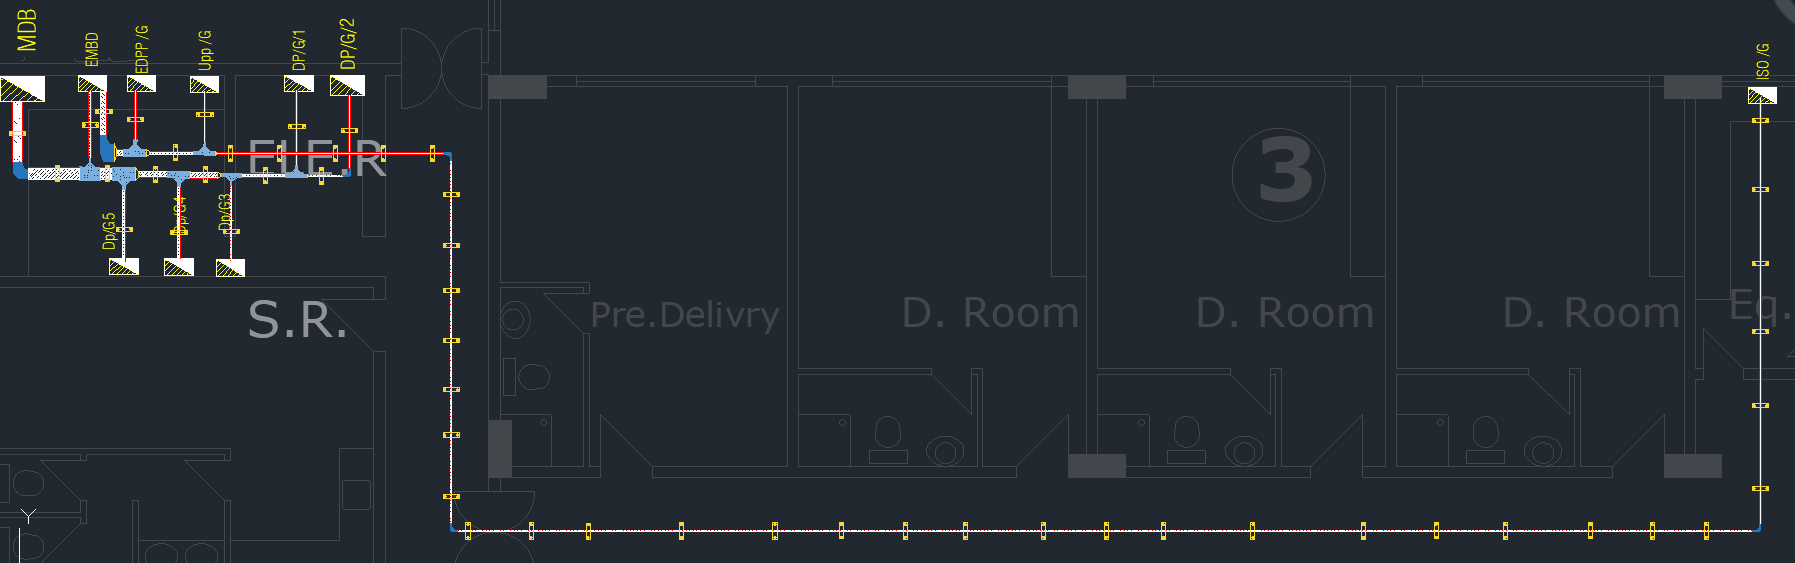 MDB
EMBD
EDPP /G
Upp /G
DP/G/1
DP/G/2
ISO /G
ELE.R
3
Dp/G5
Dp/G4
Dp/G3
S.R.
Pre.Delivry
D. Room
D. Room
D. Room
Eq.
Y